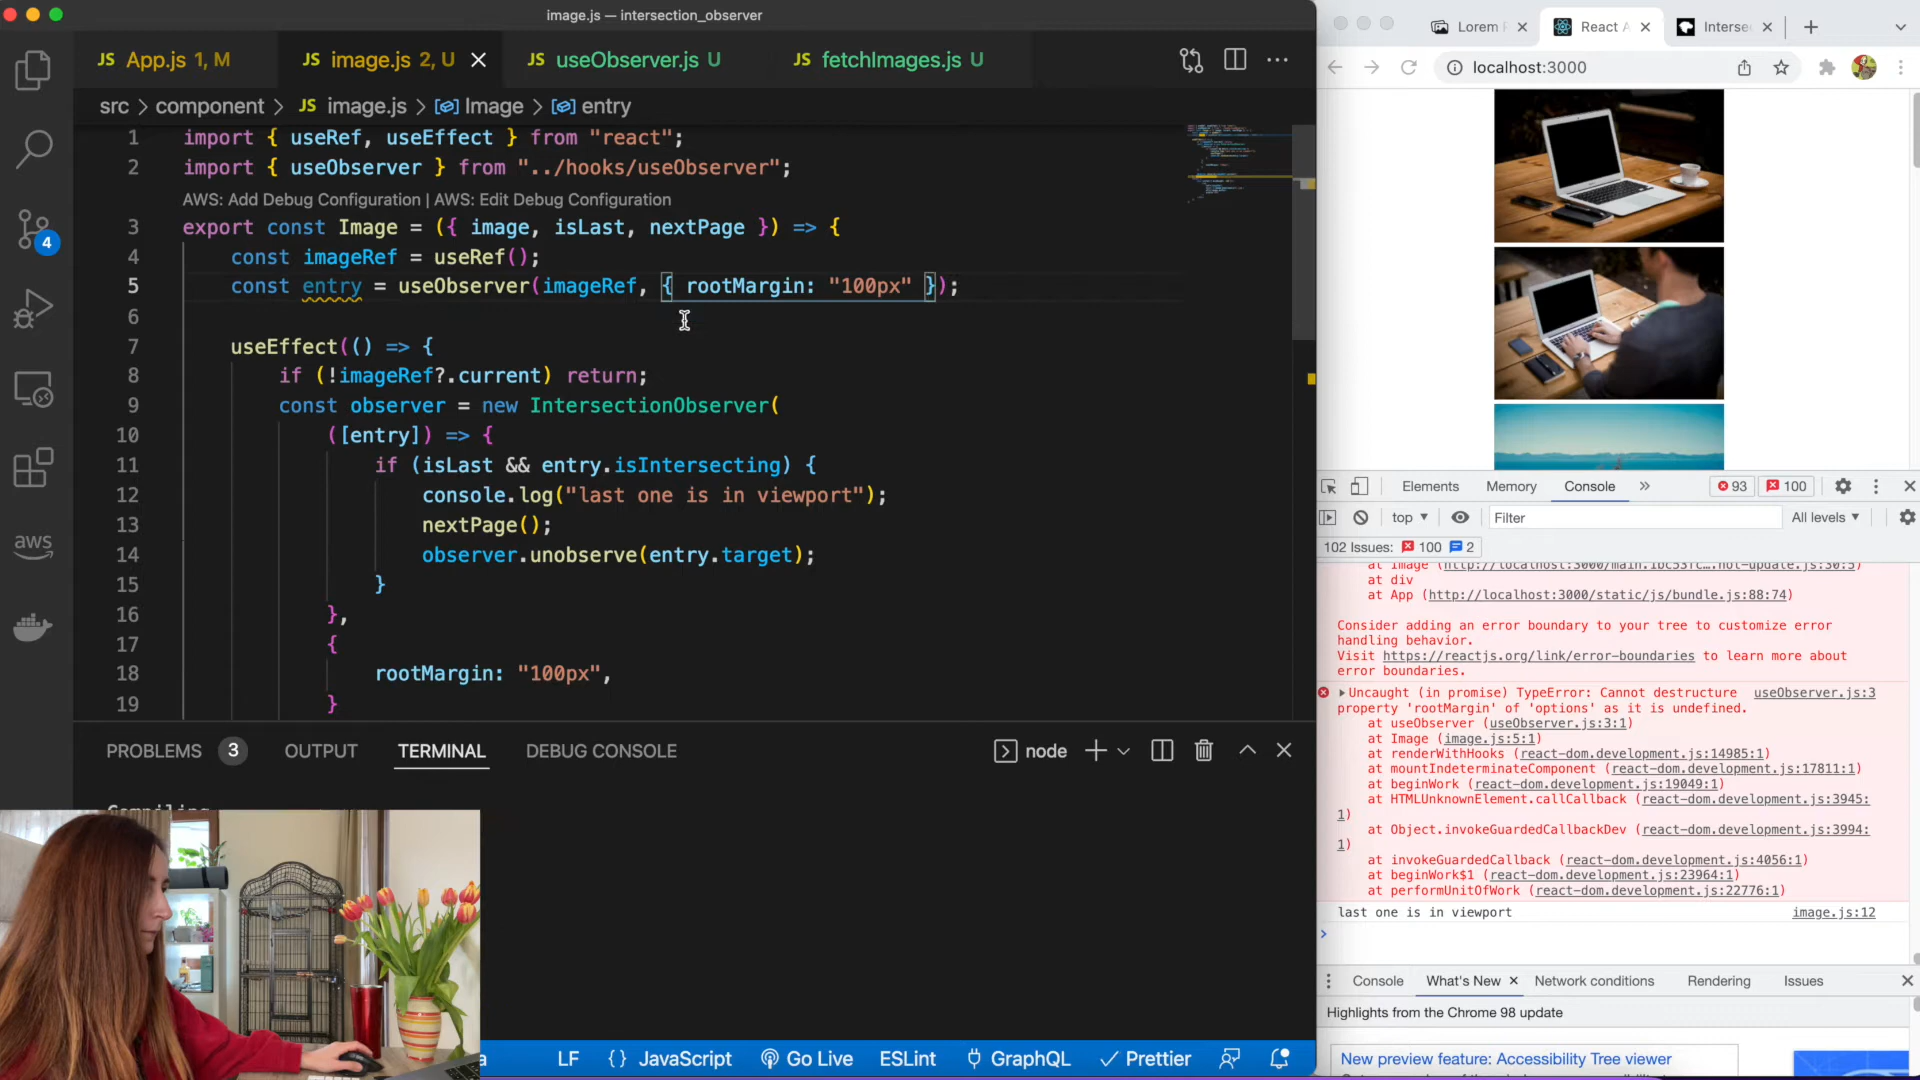 image.js — intersection_observer
JS App.js 1, M
JS image.js 2, U
JS useObserver.js U
JS fetchImages.js U
src > component > JS image.js > Image > entry
1 import { useRef, useEffect } from "react";
2 import { useObserver } from "../hooks/useObserver";
AWS: Add Debug Configuration | AWS: Edit Debug Configuration
3 export const Image = ({ image, isLast, nextPage }) => {
4 const imageRef = useRef();
5 const entry = useObserver(imageRef, { rootMargin: "100px" });
6
7 useEffect(() => {
8 if (!imageRef?.current) return;
9 const observer = new IntersectionObserver(
10 ([entry]) => {
11 if (isLast && entry.isIntersecting) {
12 console.log("last one is in viewport");
13 nextPage();
14 observer.unobserve(entry.target);
15 }
16 },
17 {
18 rootMargin: "100px",
19 }
4
aws
PROBLEMS 3 OUTPUT TERMINAL DEBUG CONSOLE
node
LF {} JavaScript Go Live ESLint GraphQL Prettier
Lorem
React A
Interse
localhost:3000
Elements Memory Console » 93 100
top Filter All levels
102 Issues: 100 2
at Image (http://localhost:3000/main.1bc53fc….hot-update.js:30:5)
at div
at App (http://localhost:3000/static/js/bundle.js:88:74)
Consider adding an error boundary to your tree to customize error
handling behavior.
Visit https://reactjs.org/link/error-boundaries to learn more about
error boundaries.
Uncaught (in promise) TypeError: Cannot destructure useObserver.js:3
property 'rootMargin' of 'options' as it is undefined.
at useObserver (useObserver.js:3:1)
at Image (image.js:5:1)
at renderWithHooks (react-dom.development.js:14985:1)
at mountIndeterminateComponent (react-dom.development.js:17811:1)
at beginWork (react-dom.development.js:19049:1)
at HTMLUnknownElement.callCallback (react-dom.development.js:3945:
1)
at Object.invokeGuardedCallbackDev (react-dom.development.js:3994:
1)
at invokeGuardedCallback (react-dom.development.js:4056:1)
at beginWork$1 (react-dom.development.js:23964:1)
at performUnitOfWork (react-dom.development.js:22776:1)
last one is in viewport image.js:12
Console What's New Network conditions Rendering Issues
Highlights from the Chrome 98 update
New preview feature: Accessibility Tree viewer